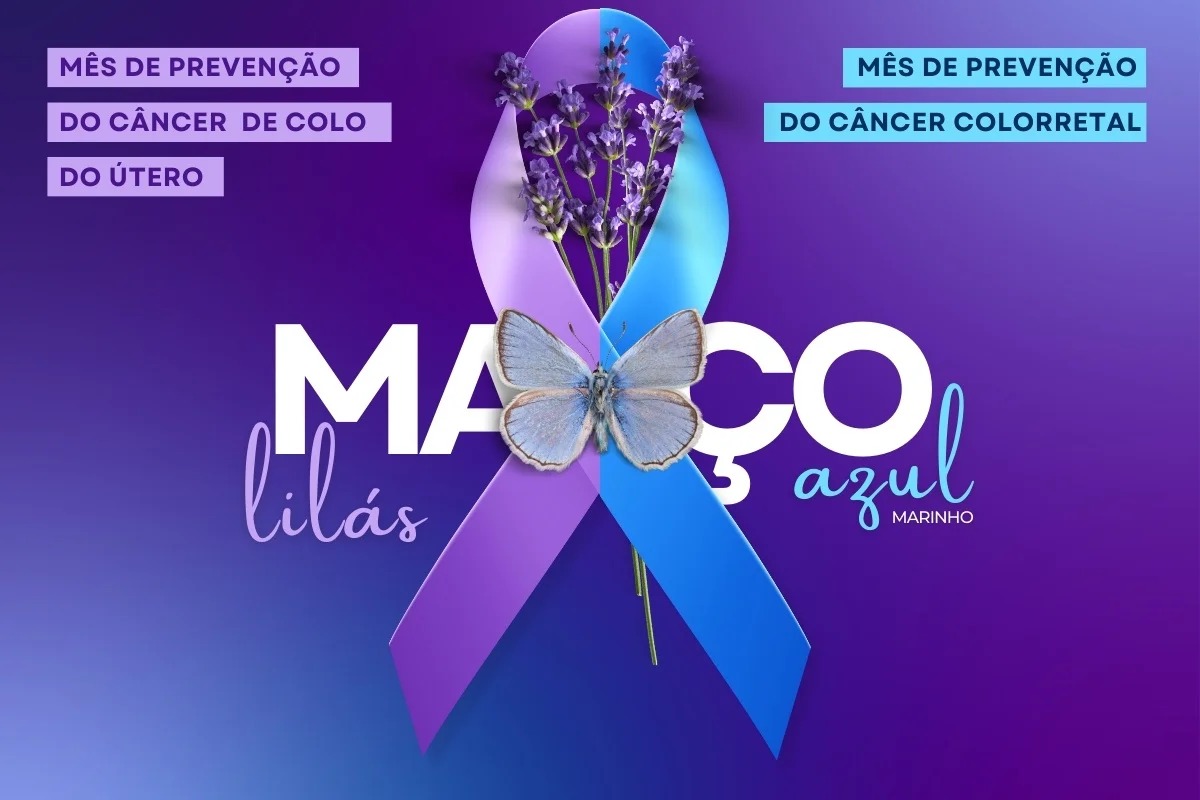 MÊS DE PREVENÇÃO
DO CÂNCER DE COLO
DO ÚTERO
MÊS DE PREVENÇÃO
DO CÂNCER COLORRETAL
MARÇO
lilás
azul
MARINHO